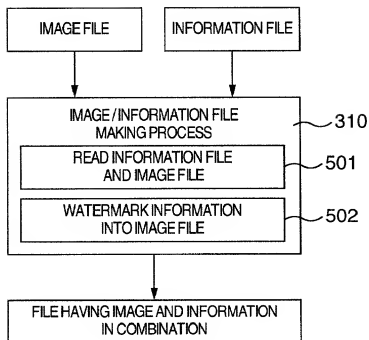 IMAGE FILE
INFORMATION FILE
IMAGE/INFORMATION FILE
MAKING PROCESS
310
READ INFORMATION FILE
AND IMAGE FILE
501
WATERMARK INFORMATION
INTO IMAGE FILE
502
FILE HAVING IMAGE AND INFORMATION
IN COMBINATION